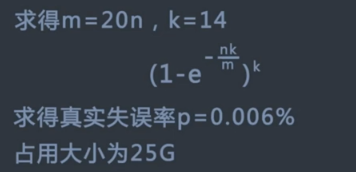 求得m=20n，k=14
(1-e^{-\frac{nk}{m}})^k
求得真实失误率p=0.006%
占用大小为25G